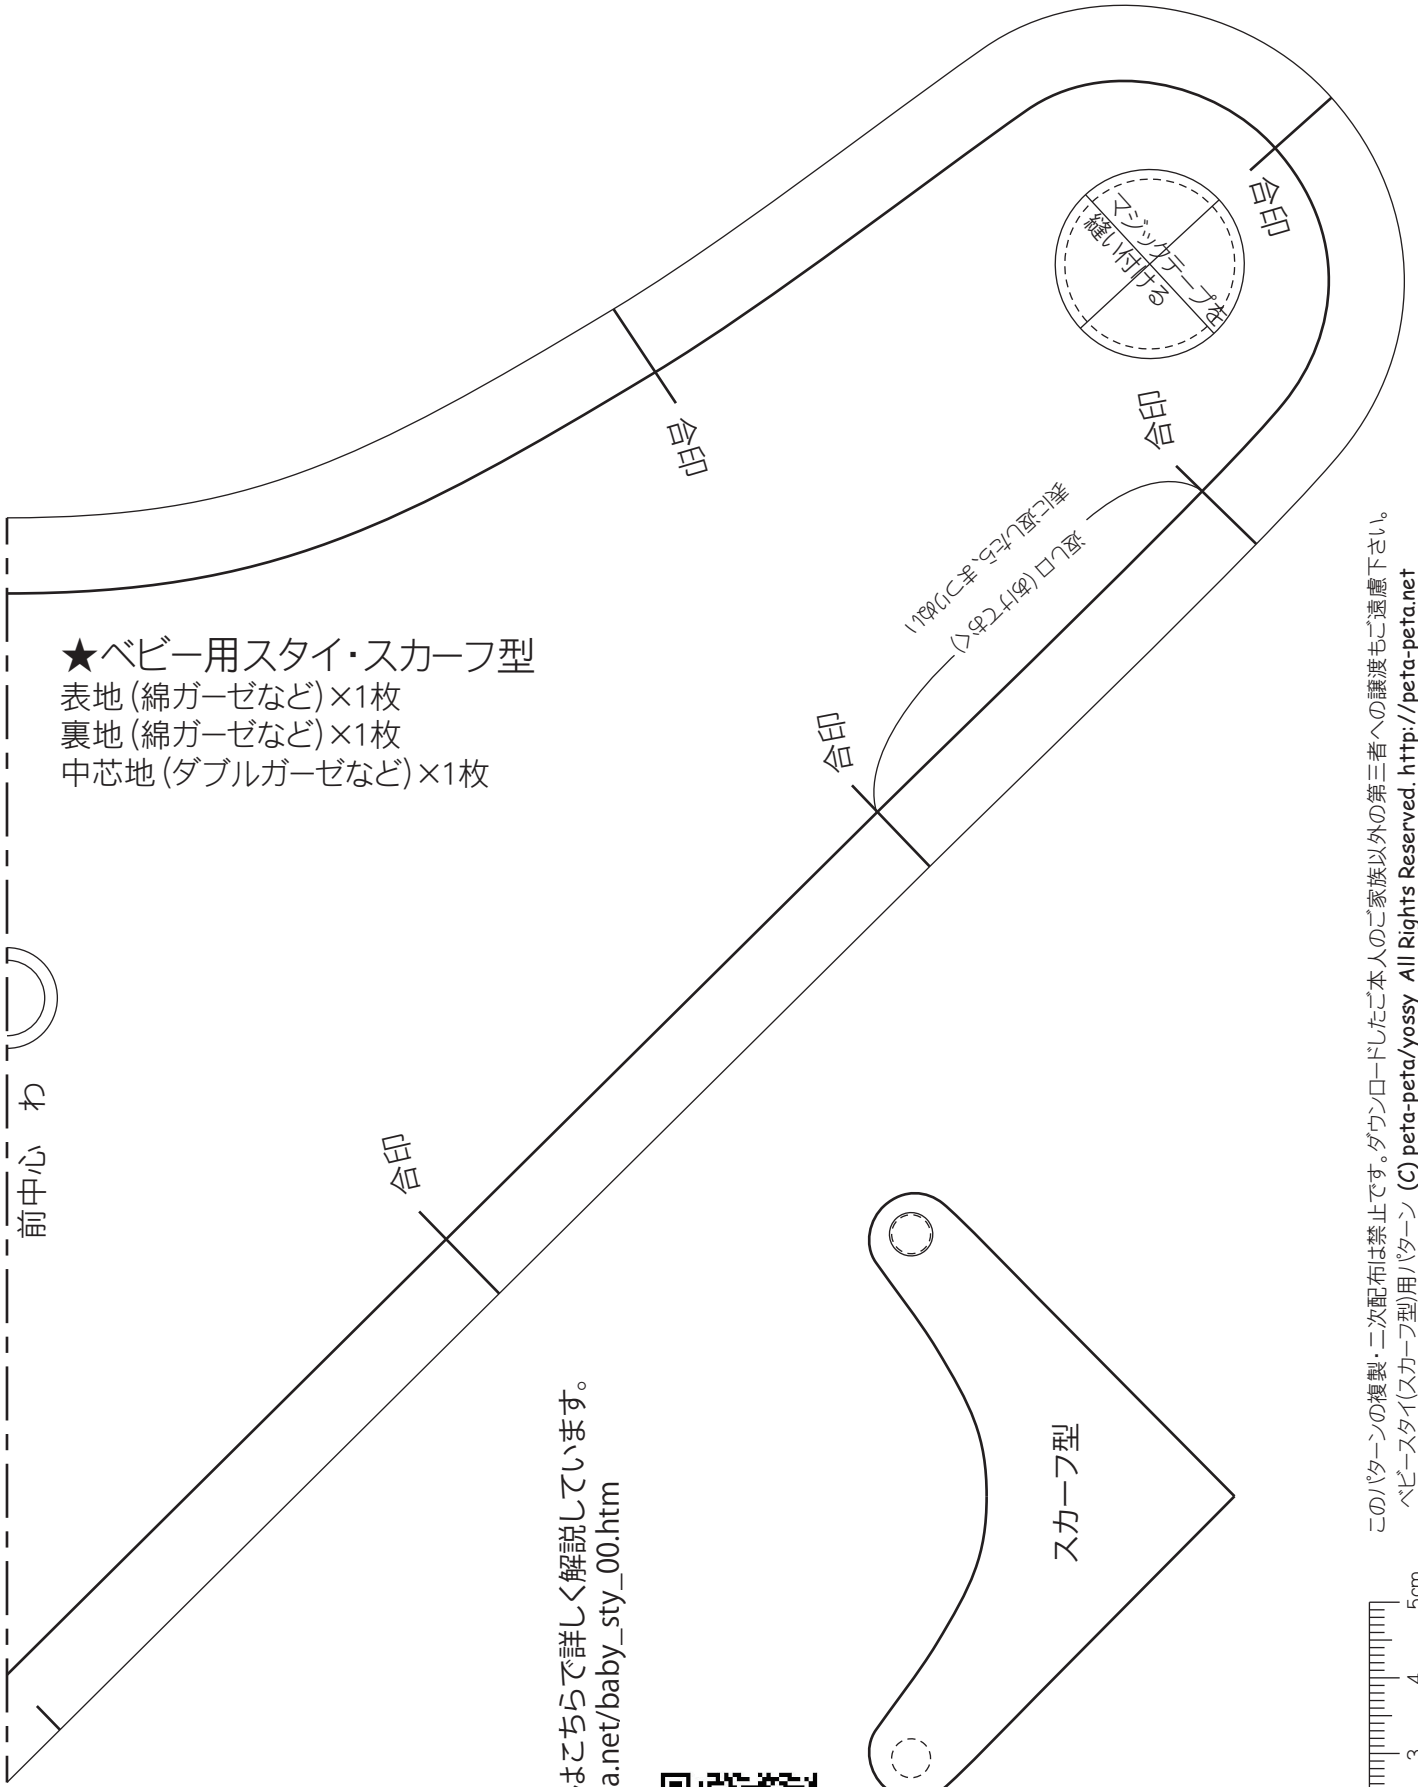 ★ベビー用スタイ・スカーフ型
表地(綿ガーゼなど)×1枚
裏地(綿ガーゼなど)×1枚
中芯地(ダブルガーゼなど)×1枚
合印
マジックテープを
縫い付ける
合印
合印
返し口(あけておく)
表に返したら、まつりぬい
合印
合印
前中心 わ
はこちらで詳しく解説しています。
a.net/baby_sty_00.htm
スカーフ型
このパターンの複製・二次配布は禁止です。ダウンロードしたご本人のご家族以外の第三者への譲渡もご遠慮下さい。
ベビースタイ(スカーフ型)用パターン (C) peta-peta/yossy All Rights Reserved. http://peta-peta.net
3 4 5cm